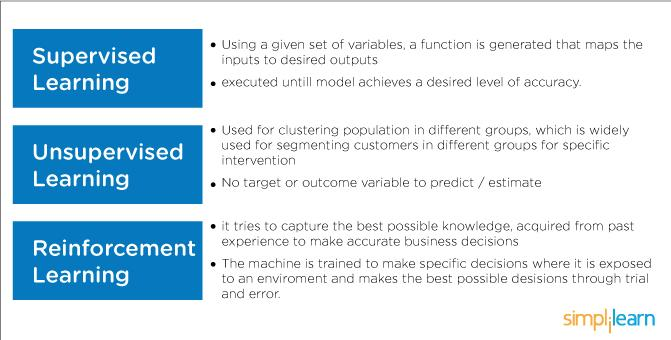 Supervised
Learning
• Using a given set of variables, a function is generated that maps the
inputs to desired outputs
• executed untill model achieves a desired level of accuracy.
Unsupervised
Learning
• Used for clustering population in different groups, which is widely
used for segmenting customers in different groups for specific
intervention
• No target or outcome variable to predict / estimate
Reinforcement
Learning
• it tries to capture the best possible knowledge, acquired from past
experience to make accurate business decisions
• The machine is trained to make specific decisions where it is exposed
to an enviroment and makes the best possible desisions through trial
and error.
simplilearn